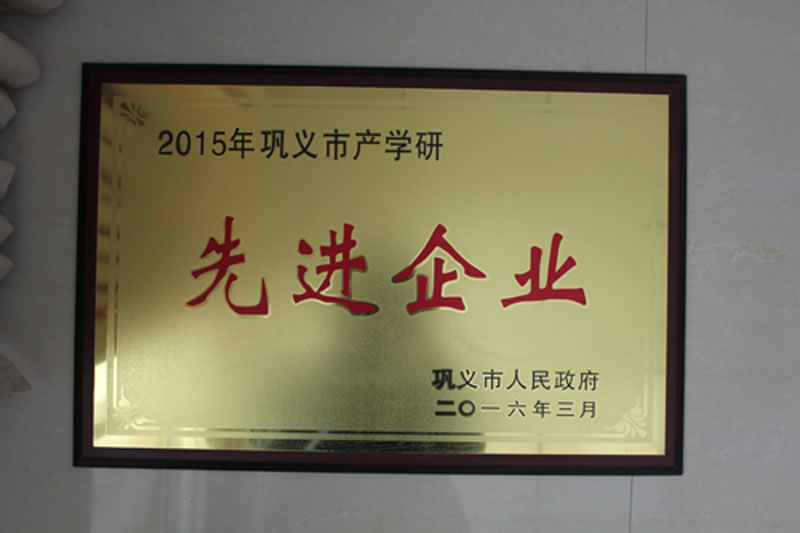 2015年巩义市产学研
先进企业
巩义市人民政府
二〇一六年三月